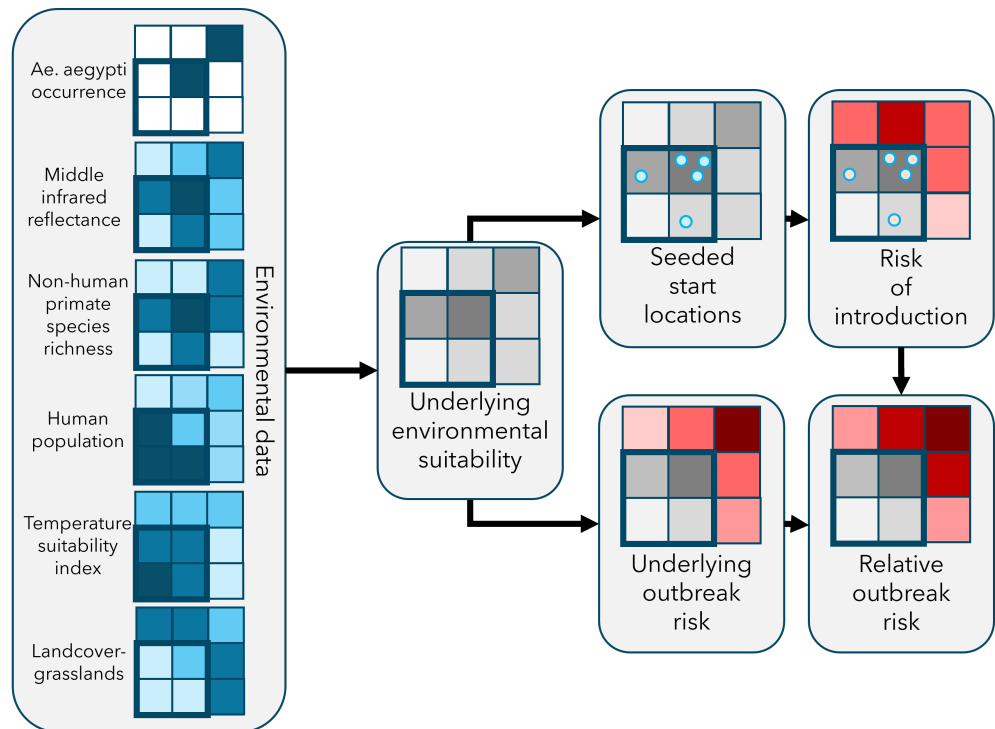 Ae. aegypti
occurrence
Middle
infrared
reflectance
Non-human
primate
species
richness
Human
population
Temperature
suitability
index
Landcover-
grasslands
Environmental data
Underlying
environmental
suitability
Seeded
start
locations
Risk
of
introduction
Underlying
outbreak
risk
Relative
outbreak
risk